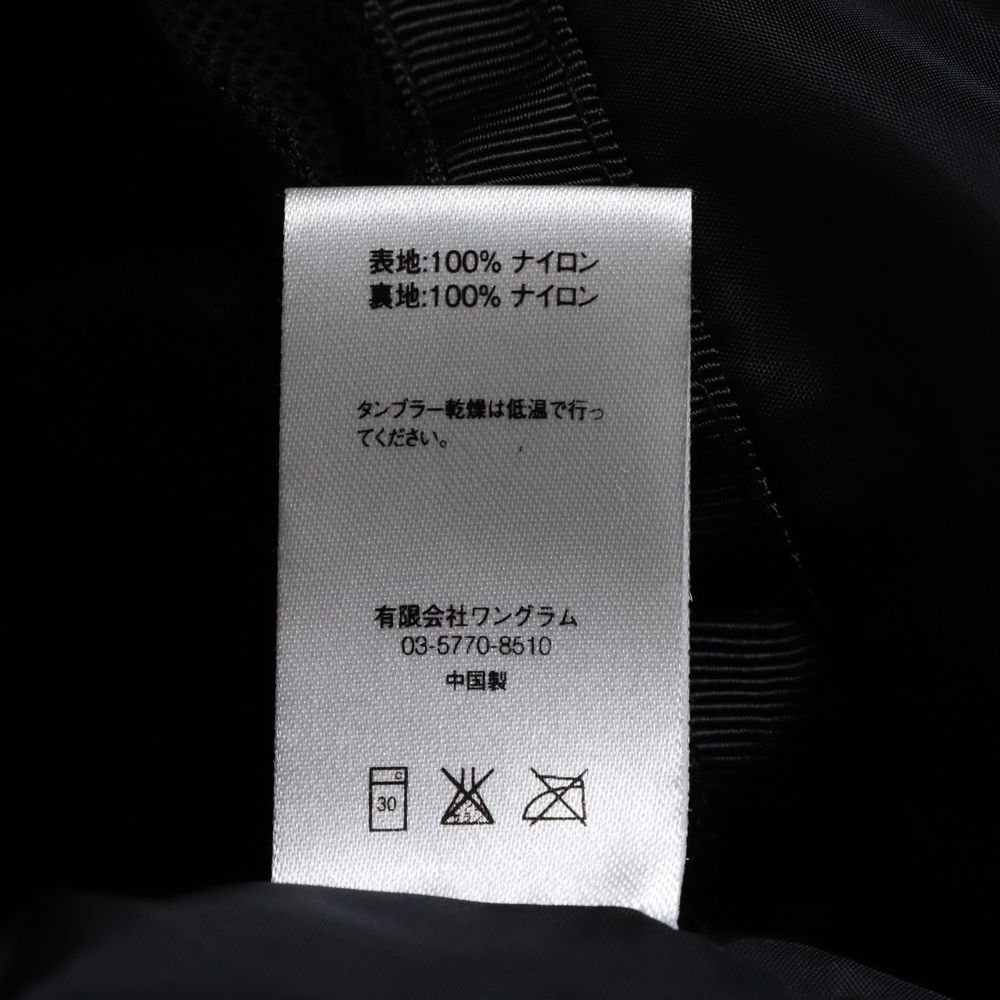 表地:100% ナイロン
裏地:100% ナイロン
タンブラー乾燥は低温で行っ
てください。
有限会社ワングラム
03-5770-8510
中国製
C
30